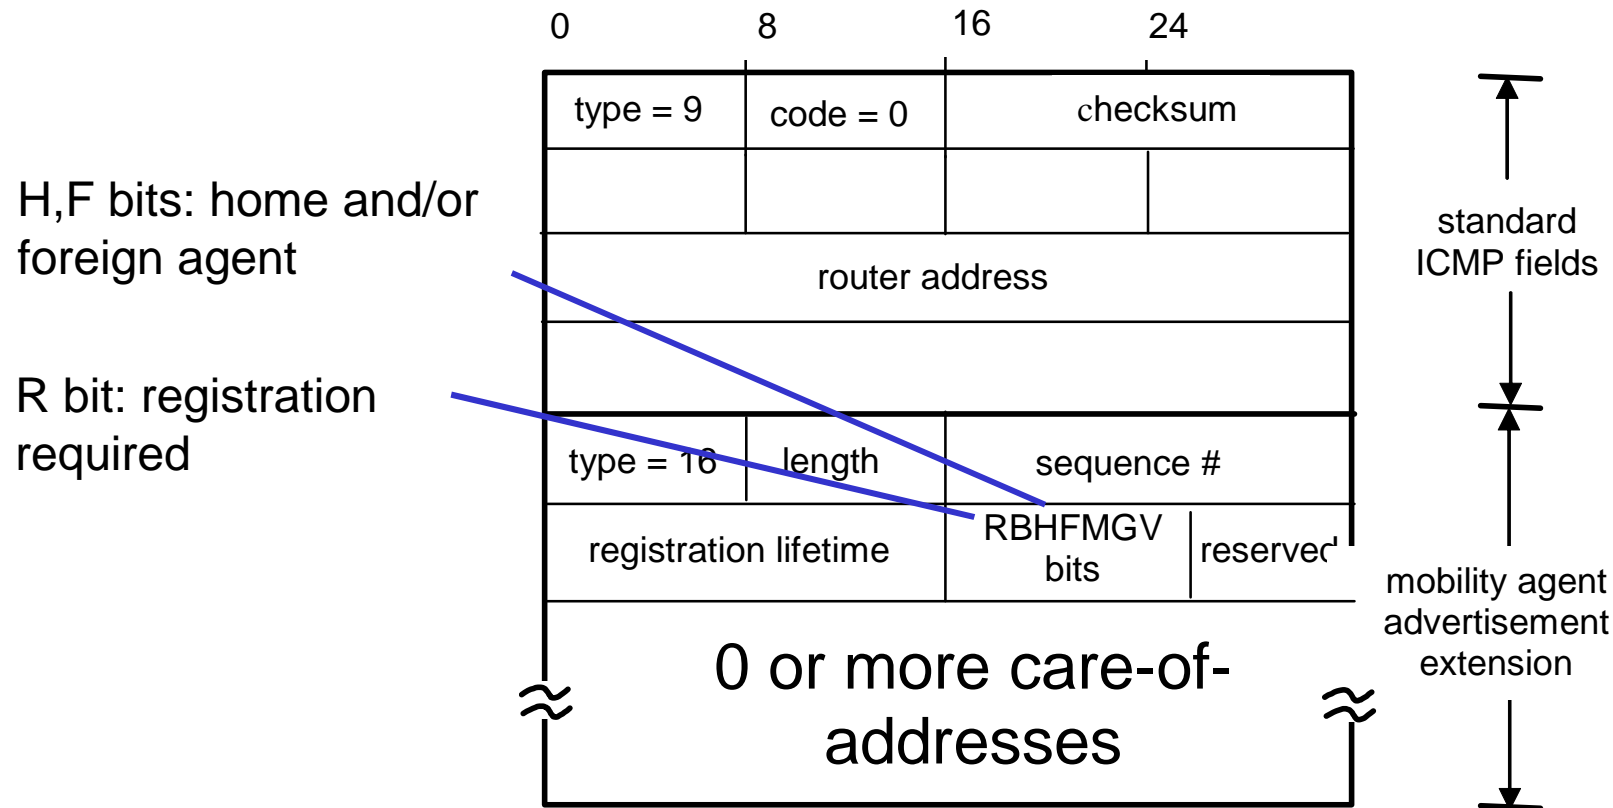 0 8 16 24
type = 9 code = 0 checksum
H,F bits: home and/or
foreign agent
standard
ICMP fields
router address
R bit: registration
required
type = 16 length sequence #
registration lifetime
RBHFMGV
bits
reserved
mobility agent
advertisement
extension
0 or more care-of-
addresses